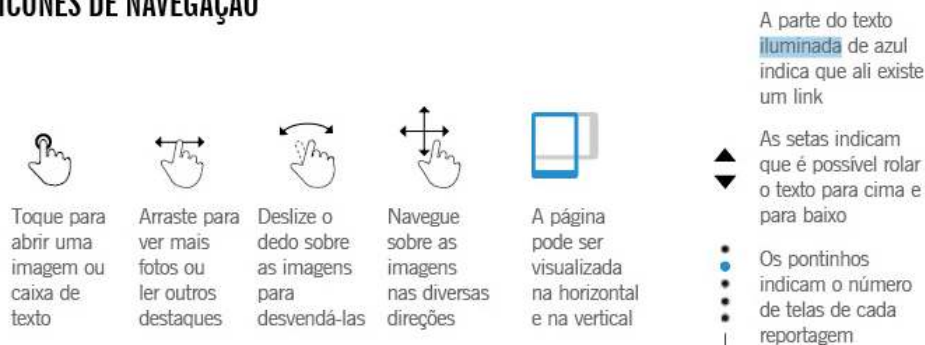 ÍCONES DE NAVEGAÇÃO
Toque para
abrir uma
imagem ou
caixa de
texto
Arraste para
ver mais
fotos ou
ler outros
destaques
Deslize o
dedo sobre
as imagens
para
desvendá-las
Navegue
sobre as
imagens
nas diversas
direções
A página
pode ser
visualizada
na horizontal
e na vertical
A parte do texto
iluminada de azul
indica que ali existe
um link
As setas indicam
que é possível rolar
o texto para cima e
para baixo
Os pontinhos
indicam o número
de telas de cada
reportagem